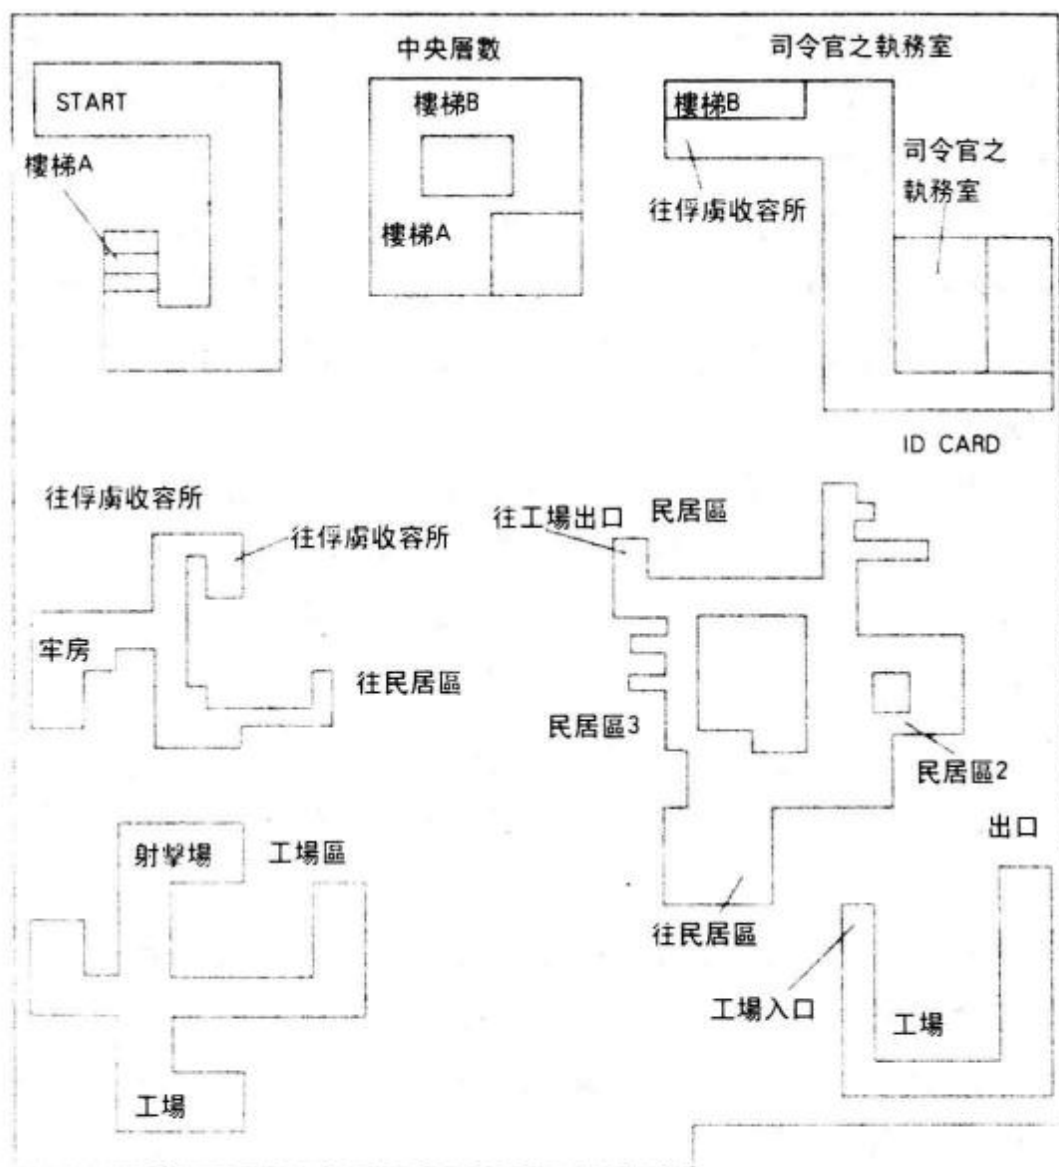 中央層數
司令官之執務室
START
樓梯A
樓梯B
樓梯A
樓梯B
司令官之
執務室
往俘虜收容所
ID CARD
往俘虜收容所
往俘虜收容所
牢房
往民居區
往工場出口
民居區
民居區3
民居區2
往民居區
射擊場
工場區
工場
出口
工場入口
工場